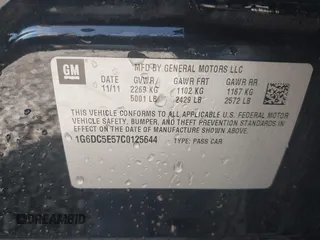 GM
MFD BY GENERAL MOTORS LLC
DATE GVWR GAWR FRT GAWR RR
11/11 2269 KG 1102 KG 1167 KG
5001 LB 2429 LB 2572 LB
THIS VEHICLE CONFORMS TO ALL APPLICABLE U.S. FEDERAL MOTOR
VEHICLE SAFETY, BUMPER, AND THEFT PREVENTION STANDARDS IN
EFFECT ON THE DATE OF MANUFACTURE SHOWN ABOVE.
1G6DC5E57C0125644 TYPE: PASS CAR
DREAMBID